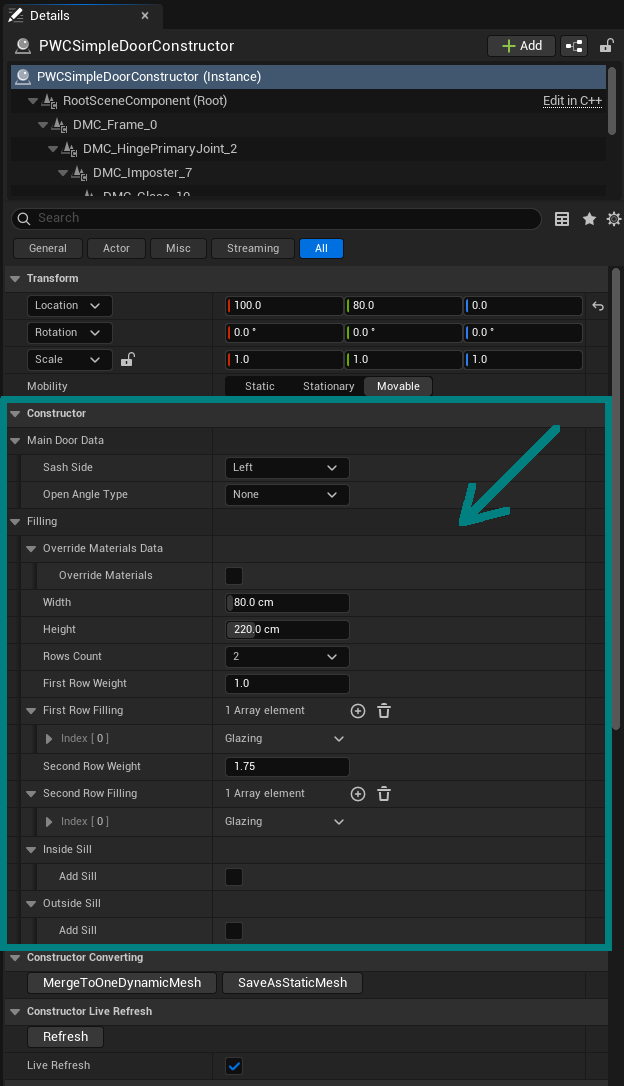 Details
PWCSimpleDoorConstructor
Add
PWCSimpleDoorConstructor (Instance)
RootSceneComponent (Root) Edit in C++
DMC_Frame_0
DMC_HingePrimaryJoint_2
DMC_Imposter_7
Search
General Actor Misc Streaming All
Transform
Location 100.0 80.0 0.0
Rotation 0.0 ° 0.0 ° 0.0 °
Scale 1.0 1.0 1.0
Mobility Static Stationary Movable
Constructor
Main Door Data
Sash Side Left
Open Angle Type None
Filling
Override Materials Data
Override Materials
Width 80.0 cm
Height 220.0 cm
Rows Count 2
First Row Weight 1.0
First Row Filling 1 Array element
Index [ 0 ] Glazing
Second Row Weight 1.75
Second Row Filling 1 Array element
Index [ 0 ] Glazing
Inside Sill
Add Sill
Outside Sill
Add Sill
Constructor Converting
MergeToOneDynamicMesh SaveAsStaticMesh
Constructor Live Refresh
Refresh
Live Refresh